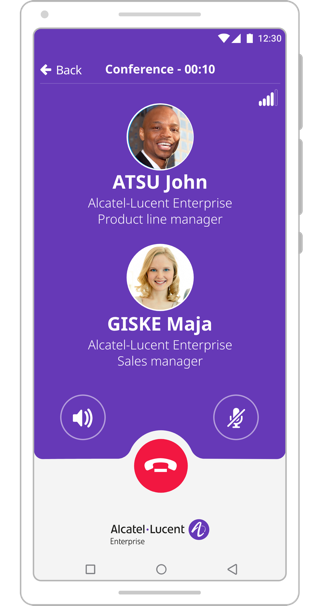 12:30
Back
Conference - 00:10
ATSU John
Alcatel-Lucent Enterprise
Product line manager
GISKE Maja
Alcatel-Lucent Enterprise
Sales manager
Alcatel·Lucent
Enterprise